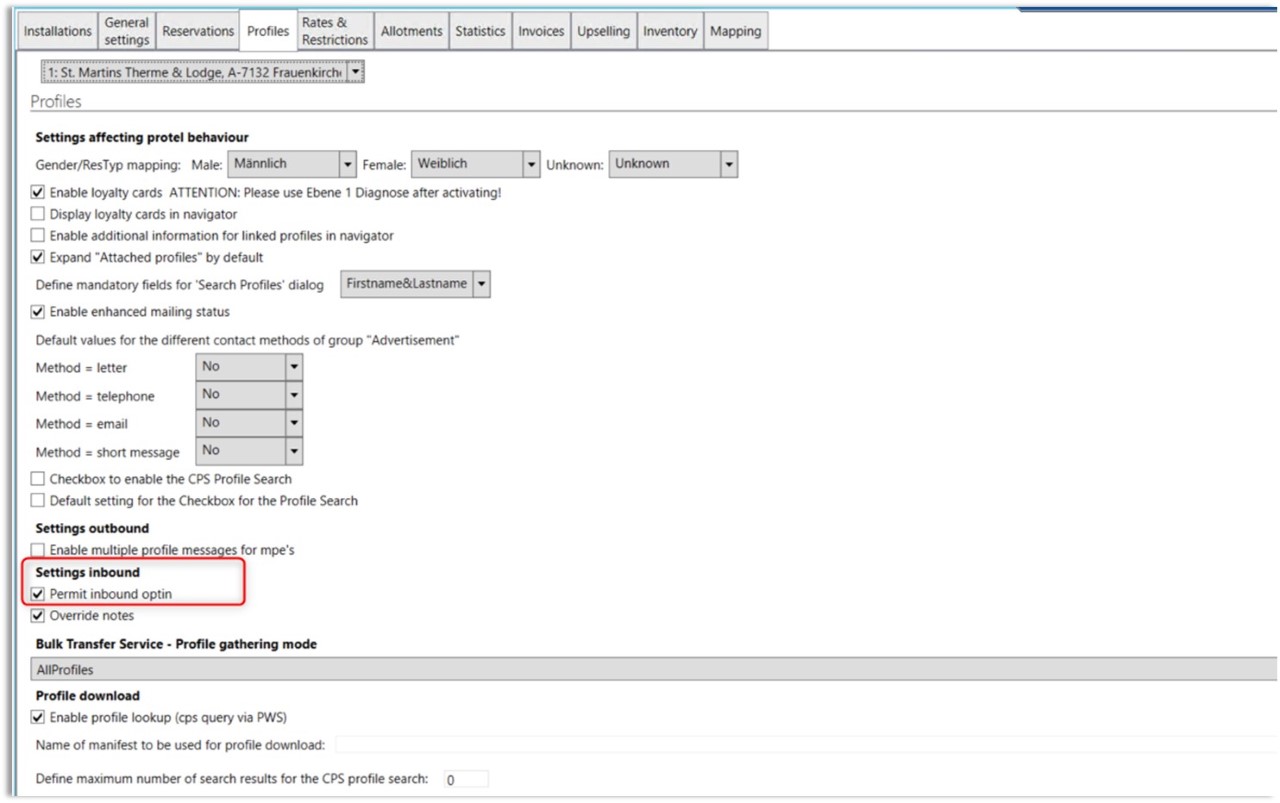 Installations
General settings
Reservations
Profiles
Rates & Restrictions
Allotments
Statistics
Invoices
Upselling
Inventory
Mapping
1: St. Martins Therme & Lodge, A-7132 Frauenkirch
Profiles
Settings affecting protel behaviour
Gender/ResTyp mapping: Male: Männlich Female: Weiblich Unknown: Unknown
Enable loyalty cards ATTENTION: Please use Ebene 1 Diagnose after activating!
Display loyalty cards in navigator
Enable additional information for linked profiles in navigator
Expand "Attached profiles" by default
Define mandatory fields for 'Search Profiles' dialog Firstname&Lastname
Enable enhanced mailing status
Default values for the different contact methods of group "Advertisement"
Method = letter No
Method = telephone No
Method = email No
Method = short message No
Checkbox to enable the CPS Profile Search
Default setting for the Checkbox for the Profile Search
Settings outbound
Enable multiple profile messages for mpe's
Settings inbound
Permit inbound optin
Override notes
Bulk Transfer Service - Profile gathering mode
AllProfiles
Profile download
Enable profile lookup (cps query via PWS)
Name of manifest to be used for profile download:
Define maximum number of search results for the CPS profile search: 0